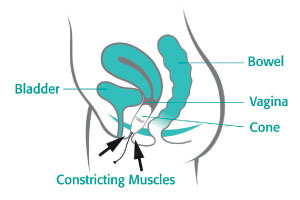 Bowel
Bladder
Vagina
Cone
Constricting Muscles